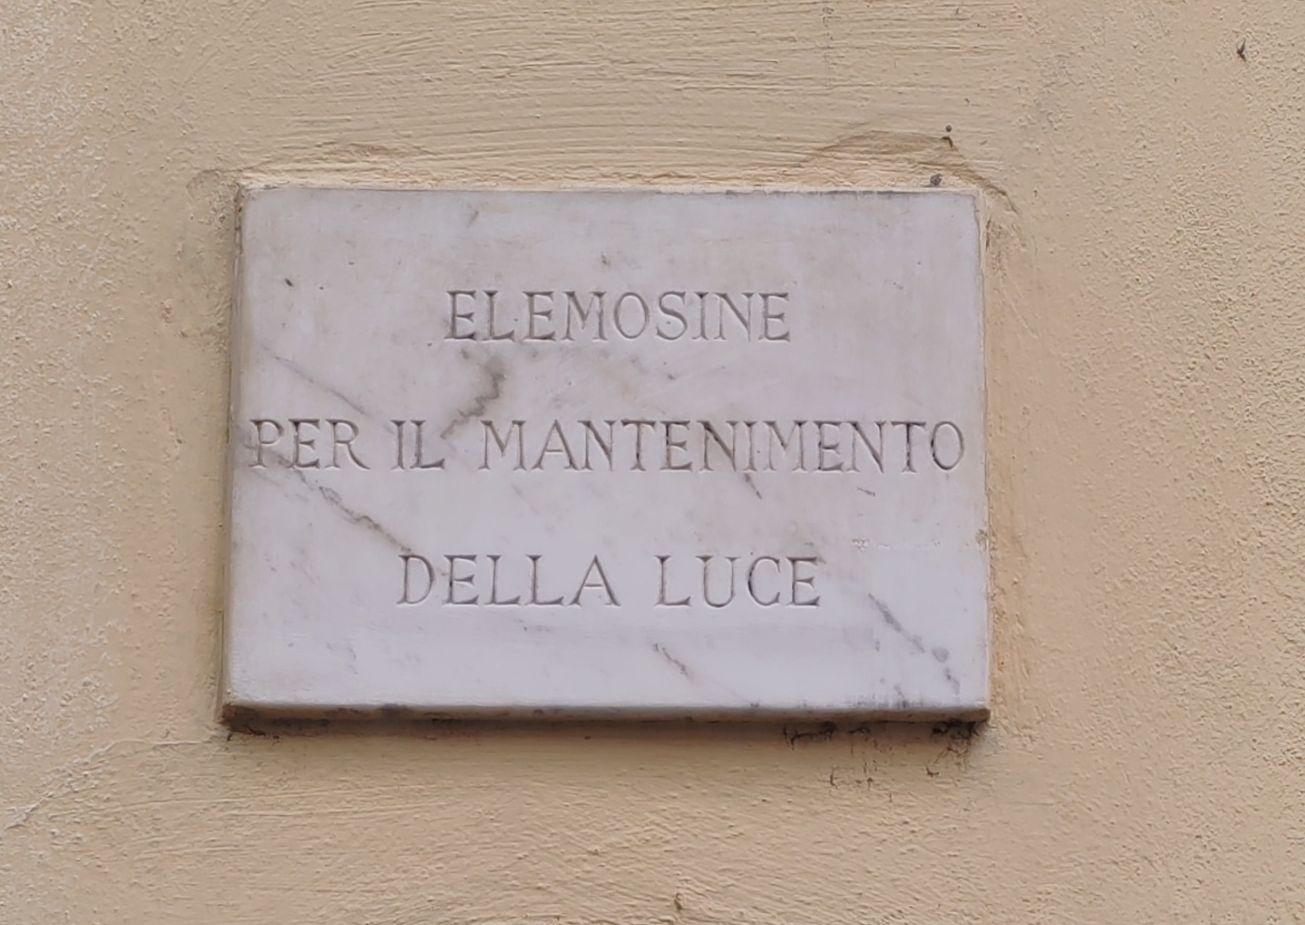 ELEMOSINE
PER IL MANTENIMENTO
DELLA LUCE